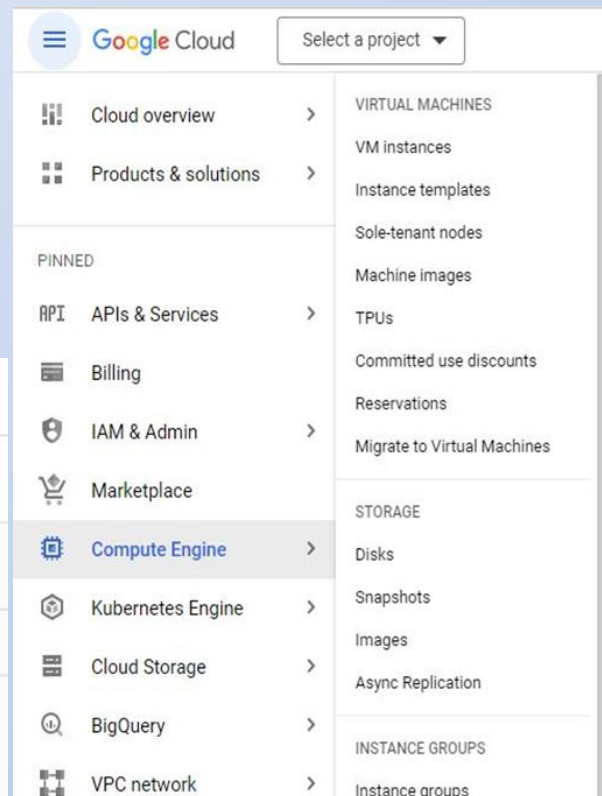 Google Cloud
Select a project
Cloud overview
Products & solutions
PINNED
API APIs & Services
Billing
IAM & Admin
Marketplace
Compute Engine
Kubernetes Engine
Cloud Storage
BigQuery
VPC network
VIRTUAL MACHINES
VM instances
Instance templates
Sole-tenant nodes
Machine images
TPUs
Committed use discounts
Reservations
Migrate to Virtual Machines
STORAGE
Disks
Snapshots
Images
Async Replication
INSTANCE GROUPS
Instance groups